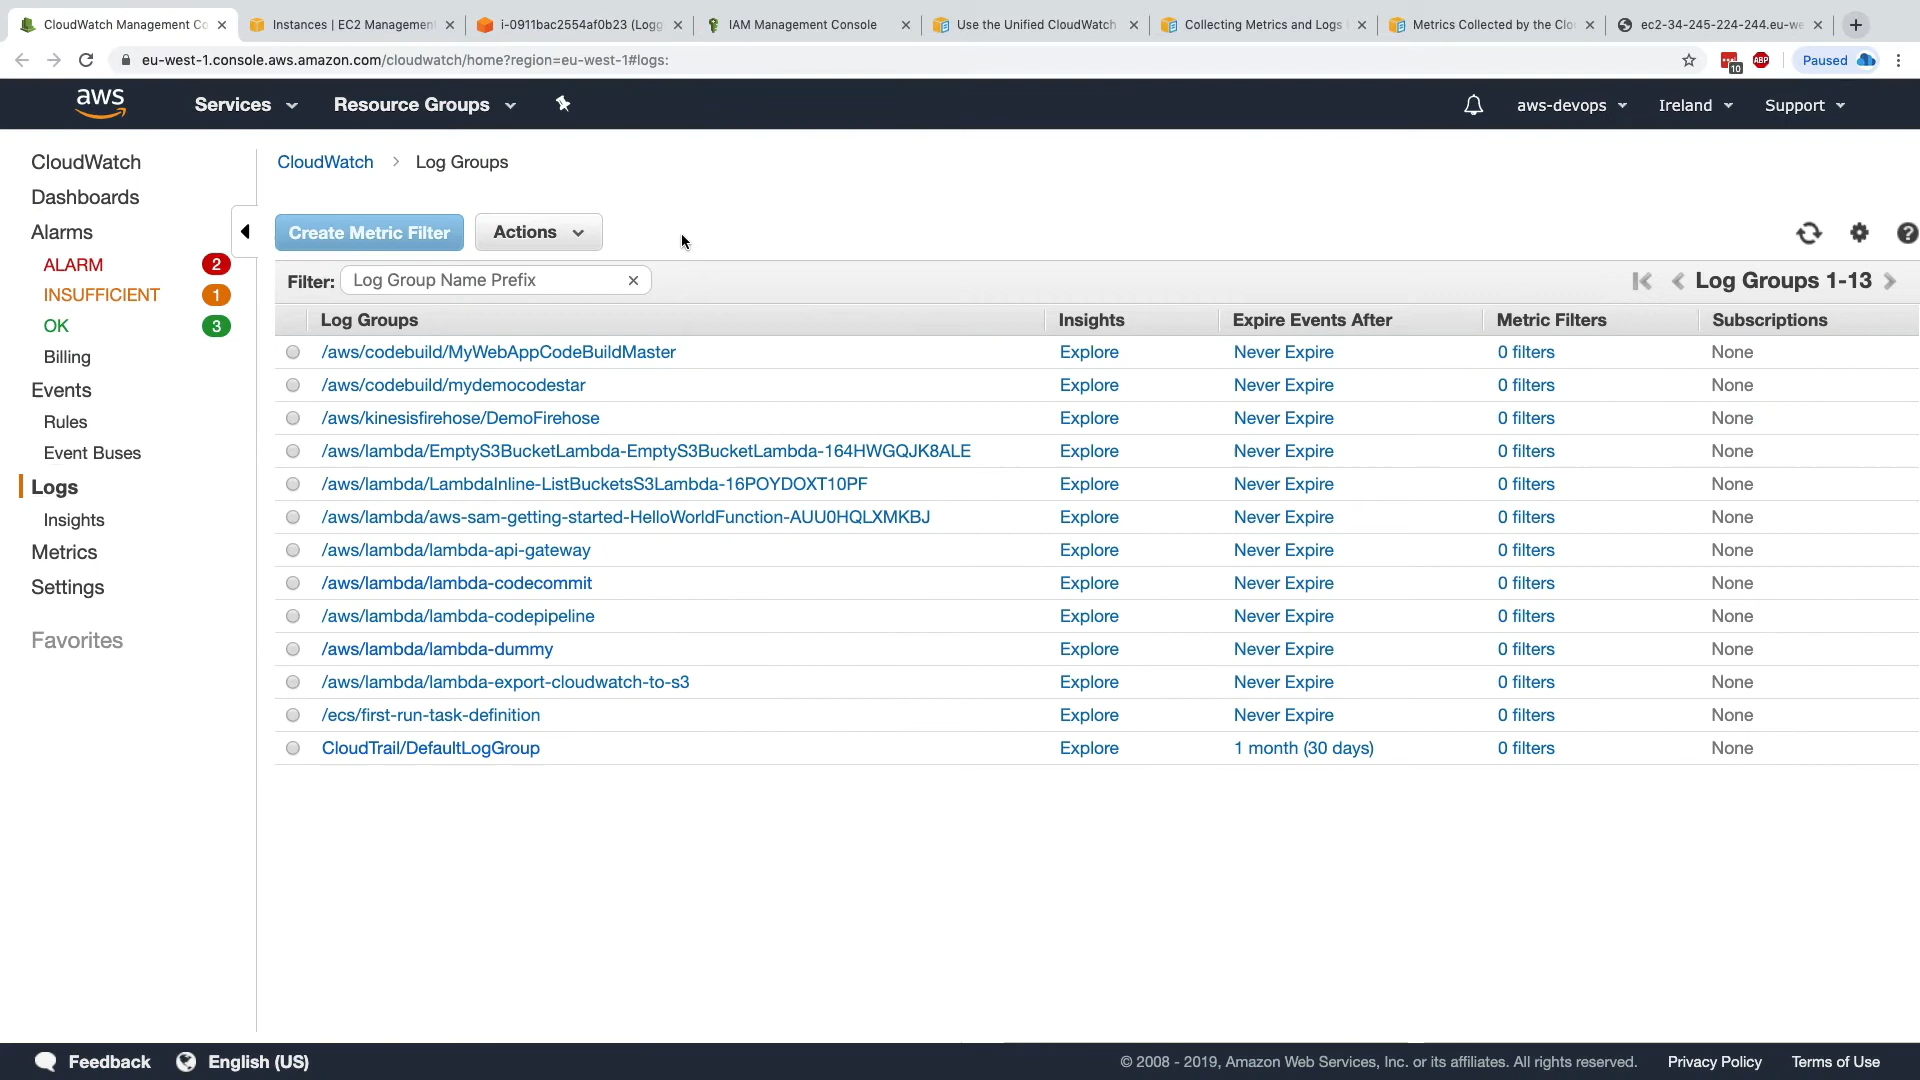 CloudWatch Management Co
Instances | EC2 Management
i-0911bac2554af0b23 (Logg
IAM Management Console
Use the Unified CloudWatch
Collecting Metrics and Logs
Metrics Collected by the Clo
ec2-34-245-224-244.eu-we
eu-west-1.console.aws.amazon.com/cloudwatch/home?region=eu-west-1#logs:
10
ABP
Paused
aws
Services
Resource Groups
aws-devops
Ireland
Support
CloudWatch
Dashboards
Alarms
ALARM 2
INSUFFICIENT 1
OK 3
Billing
Events
Rules
Event Buses
Logs
Insights
Metrics
Settings
Favorites
CloudWatch > Log Groups
Create Metric Filter
Actions
Filter: Log Group Name Prefix
Log Groups 1-13
Log Groups Insights Expire Events After Metric Filters Subscriptions
/aws/codebuild/MyWebAppCodeBuildMaster Explore Never Expire 0 filters None
/aws/codebuild/mydemocodestar Explore Never Expire 0 filters None
/aws/kinesisfirehose/DemoFirehose Explore Never Expire 0 filters None
/aws/lambda/EmptyS3BucketLambda-EmptyS3BucketLambda-164HWGQJK8ALE Explore Never Expire 0 filters None
/aws/lambda/LambdaInline-ListBucketsS3Lambda-16POYDOXT10PF Explore Never Expire 0 filters None
/aws/lambda/aws-sam-getting-started-HelloWorldFunction-AUU0HQLXMKBJ Explore Never Expire 0 filters None
/aws/lambda/lambda-api-gateway Explore Never Expire 0 filters None
/aws/lambda/lambda-codecommit Explore Never Expire 0 filters None
/aws/lambda/lambda-codepipeline Explore Never Expire 0 filters None
/aws/lambda/lambda-dummy Explore Never Expire 0 filters None
/aws/lambda/lambda-export-cloudwatch-to-s3 Explore Never Expire 0 filters None
/ecs/first-run-task-definition Explore Never Expire 0 filters None
CloudTrail/DefaultLogGroup Explore 1 month (30 days) 0 filters None
Feedback
English (US)
© 2008 - 2019, Amazon Web Services, Inc. or its affiliates. All rights reserved.
Privacy Policy
Terms of Use